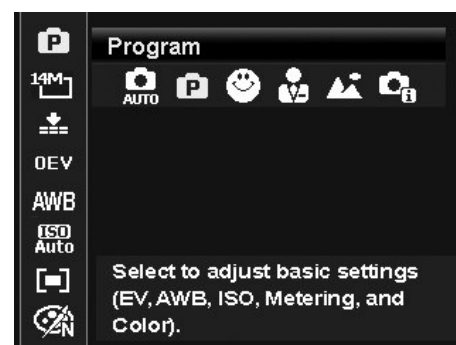 P
Program
14M
AUTO P i
0EV
AWB
ISO
Auto
N
Select to adjust basic settings
(EV, AWB, ISO, Metering, and
Color).